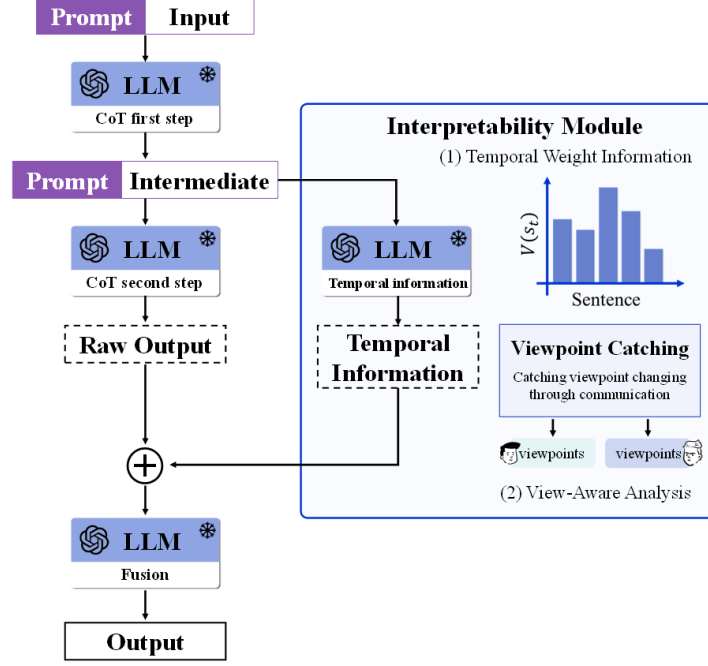 Prompt Input
LLM
CoT first step
Prompt Intermediate
LLM
CoT second step
Raw Output
LLM
Fusion
Output
Interpretability Module
(1) Temporal Weight Information
V(s_t)
Sentence
LLM
Temporal information
Temporal
Information
Viewpoint Catching
Catching viewpoint changing
through communication
viewpoints viewpoints
(2) View-Aware Analysis